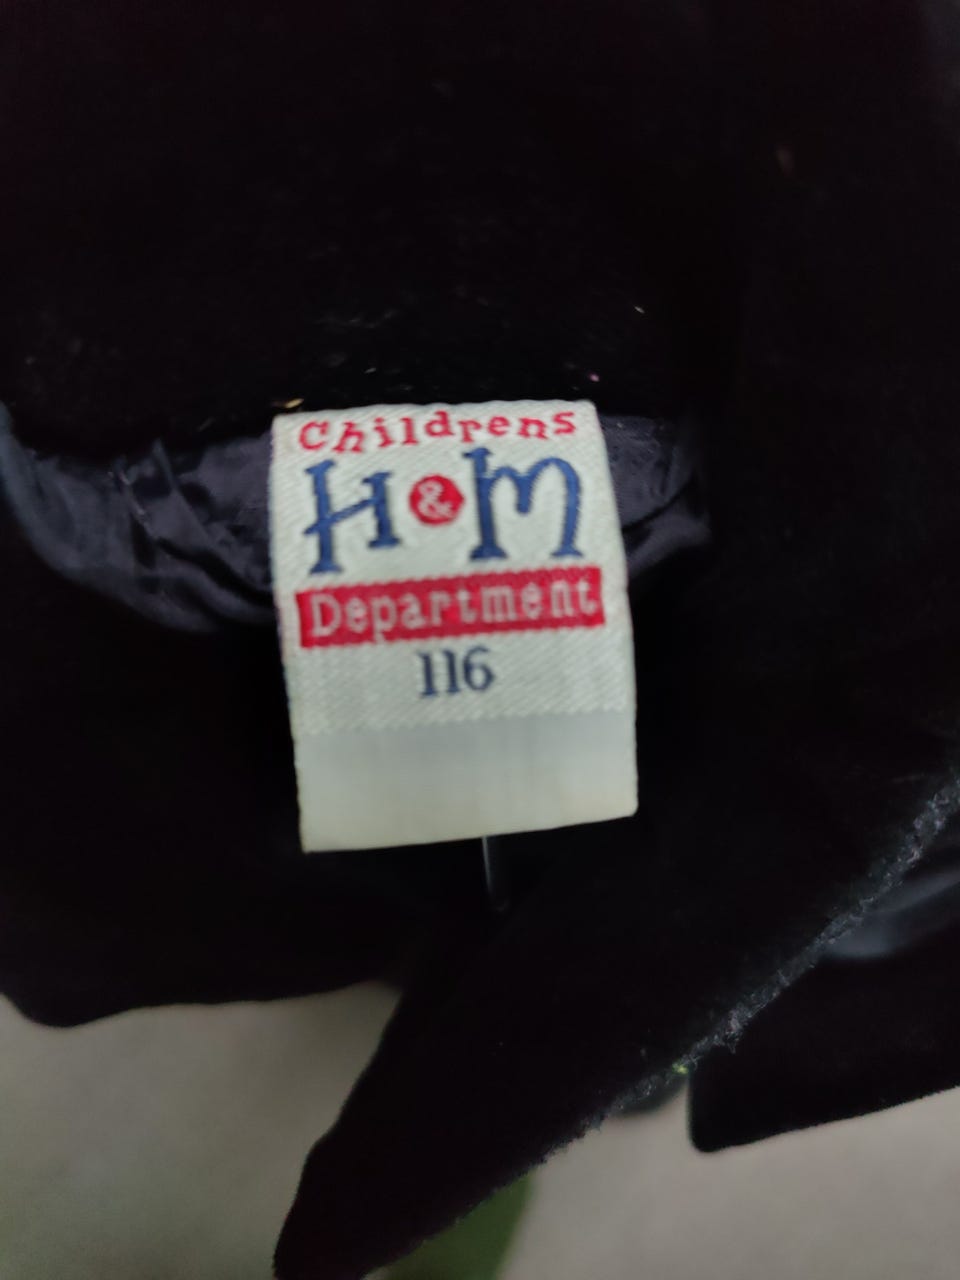 Childrens
H&M
Department
116